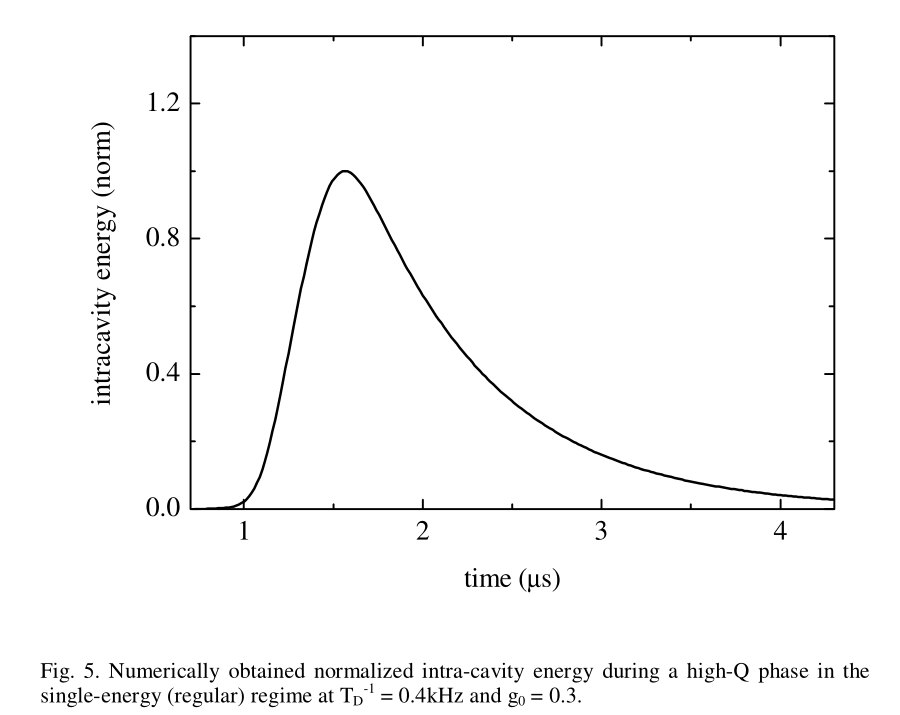 1.2
0.8
0.4
0.0
intracavity energy (norm)
1 2 3 4
time (μs)
Fig. 5. Numerically obtained normalized intra-cavity energy during a high-Q phase in the
single-energy (regular) regime at T_D^-1 = 0.4kHz and g_0 = 0.3.